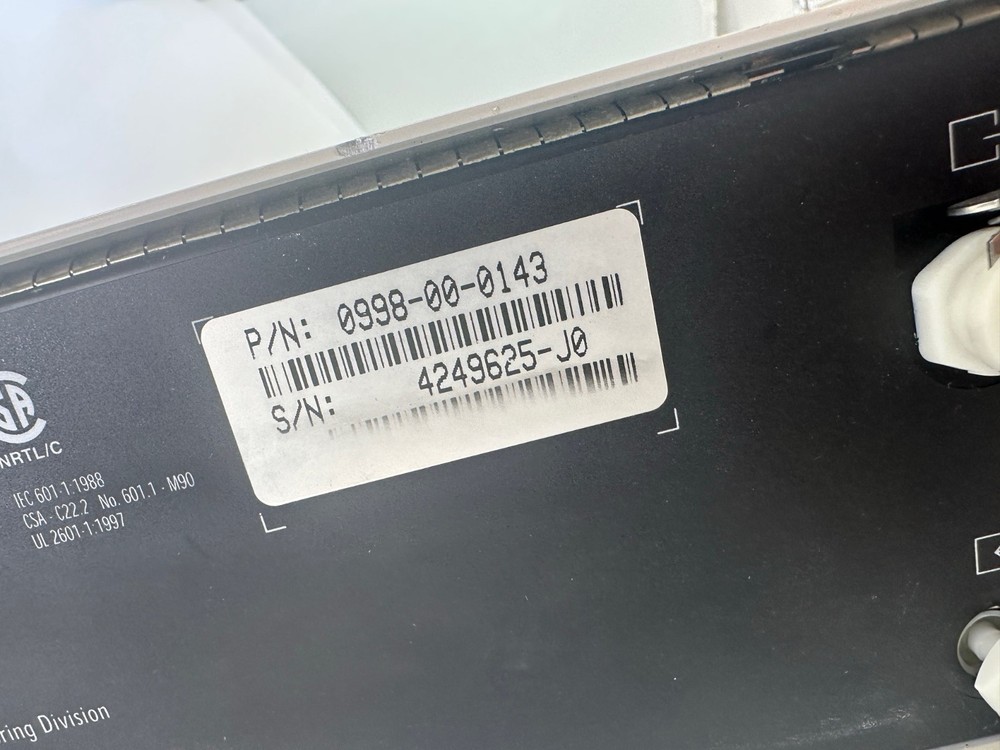 P/N: 0998-00-0143
S/N: 4249625-J0
SA
NRTL/C
IEC 601-1:1988
CSA - C22.2 No. 601.1 - M90
UL 2601-1:1997
ring Division